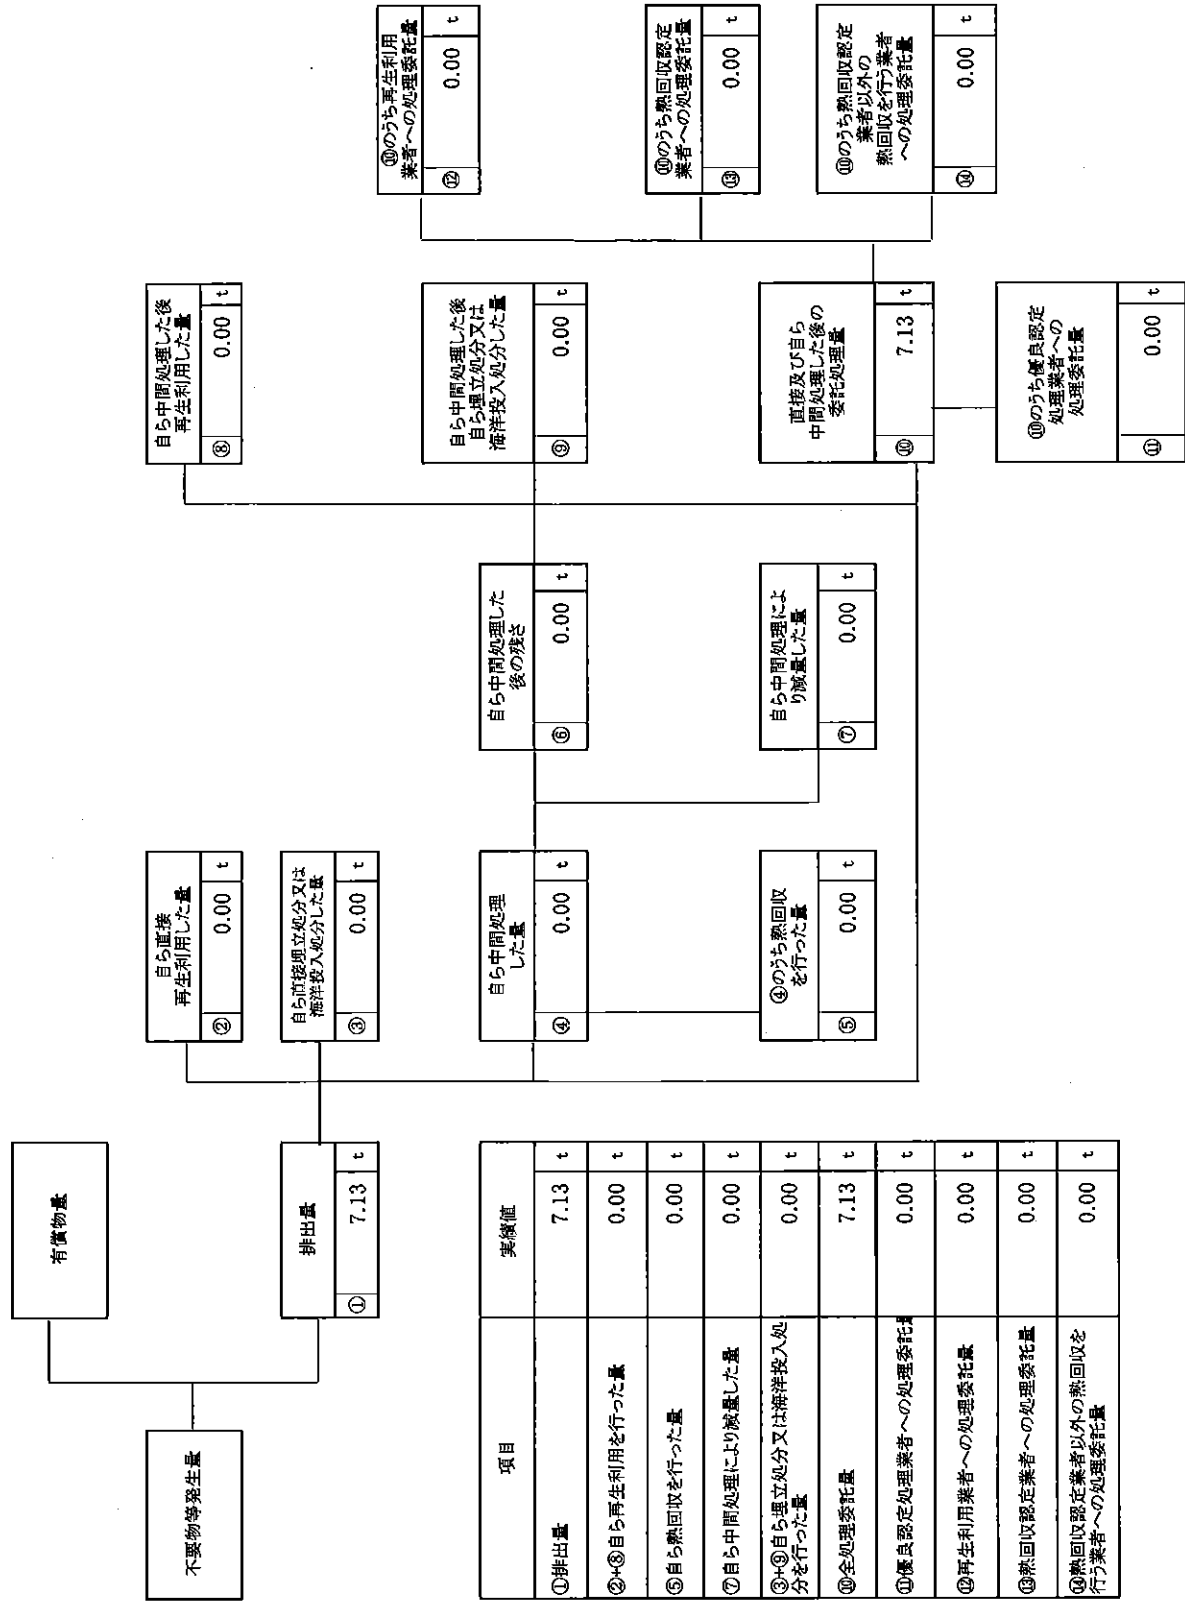 不要物等発生量
有償物量
排出量
① 7.13 t
自ら直接
再生利用した量
② 0.00 t
自ら直接埋立処分又は
海洋投入処分した量
③ 0.00 t
自ら中間処理
した量
④ 0.00 t
④のうち熱回収
を行った量
⑤ 0.00 t
自ら中間処理した
後の残さ
⑥ 0.00 t
自ら中間処理によ
り減量した量
⑦ 0.00 t
自ら中間処理した後
再生利用した量
⑧ 0.00 t
自ら中間処理した後
自ら埋立処分又は
海洋投入処分した量
⑨ 0.00 t
直接及び自ら
中間処理した後の
委託処理量
⑩ 7.13 t
⑩のうち優良認定
処理業者への
処理委託量
⑪ 0.00 t
⑩のうち再生利用
業者への処理委託量
⑫ 0.00 t
⑩のうち熱回収認定
業者への処理委託量
⑬ 0.00 t
⑩のうち熱回収認定
業者以外の
熱回収を行う業者
への処理委託量
⑭ 0.00 t
項目 実績値
①排出量 7.13 t
②+⑧自ら再生利用を行った量 0.00 t
⑤自ら熱回収を行った量 0.00 t
⑦自ら中間処理により減量した量 0.00 t
③+⑨自ら埋立処分又は海洋投入処
分を行った量 0.00 t
⑩全処理委託量 7.13 t
⑪優良認定処理業者への処理委託量 0.00 t
⑫再生利用業者への処理委託量 0.00 t
⑬熱回収認定業者への処理委託量 0.00 t
⑭熱回収認定業者以外の熱回収を
行う業者への処理委託量 0.00 t